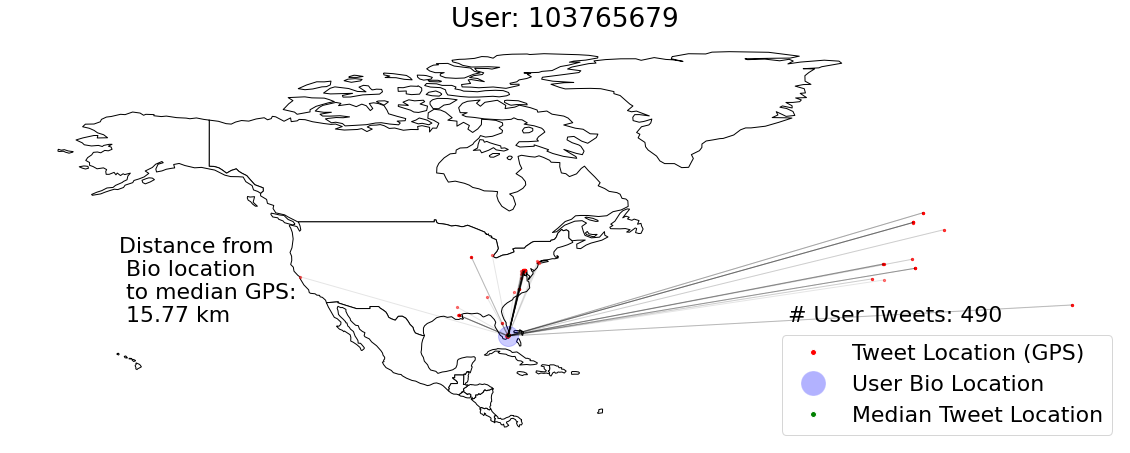 User: 103765679
Distance from
Bio location
to median GPS:
15.77 km
# User Tweets: 490
Tweet Location (GPS)
User Bio Location
Median Tweet Location